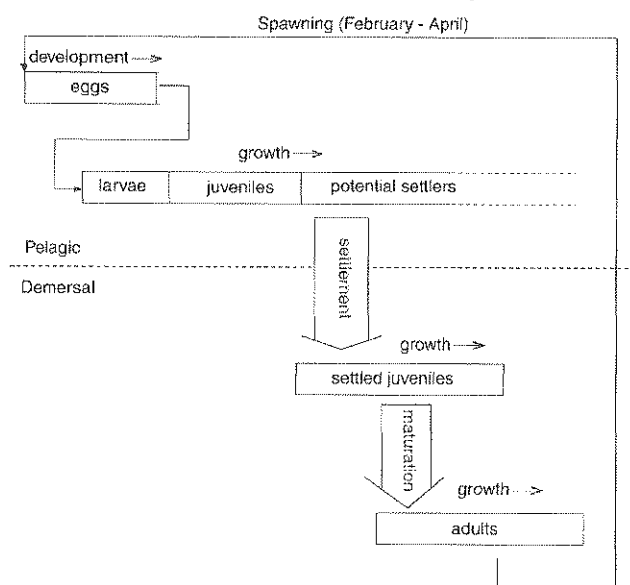 Spawning (February - April)
development
eggs
growth
larvae
juveniles
potential settlers
Pelagic
settlement
Demersal
growth
settled juveniles
maturation
growth
adults